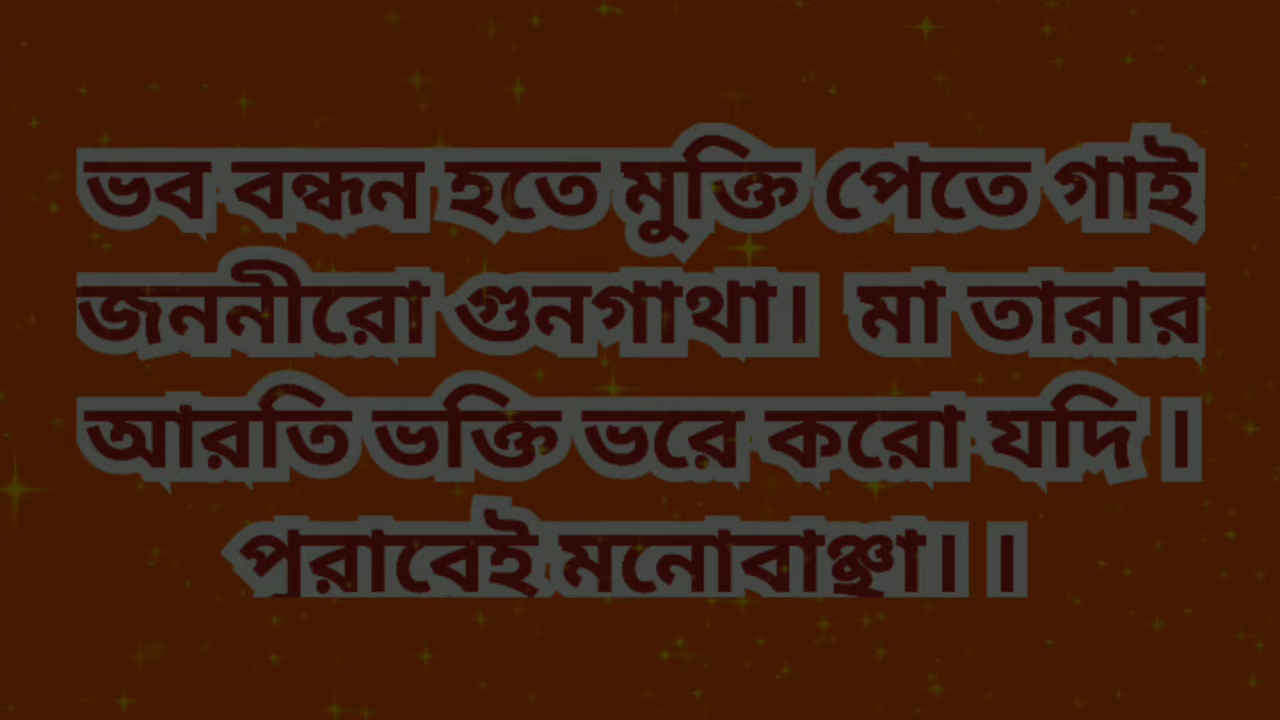 ভব বন্ধন হতে মুক্তি পেতে গাই
জননীরো গুনগাথা। মা তারার
আরতি ভক্তি ভরে করো যদি ।
পুরাবেই মনোবাঞ্ছা। ।